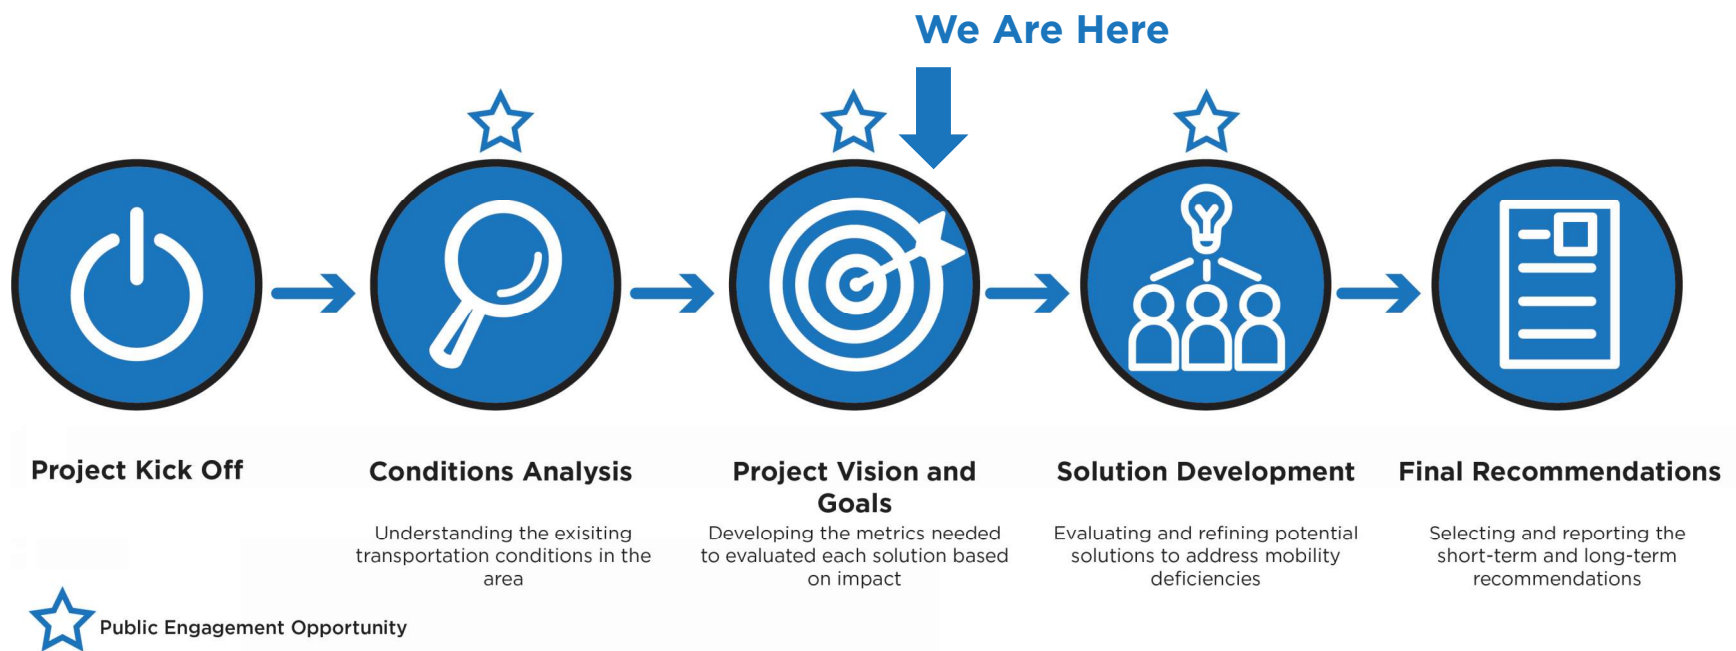 We Are Here
Project Kick Off
Conditions Analysis
Understanding the exisiting
transportation conditions in the
area
Project Vision and
Goals
Developing the metrics needed
to evaluated each solution based
on impact
Solution Development
Evaluating and refining potential
solutions to address mobility
deficiencies
Final Recommendations
Selecting and reporting the
short-term and long-term
recommendations
Public Engagement Opportunity